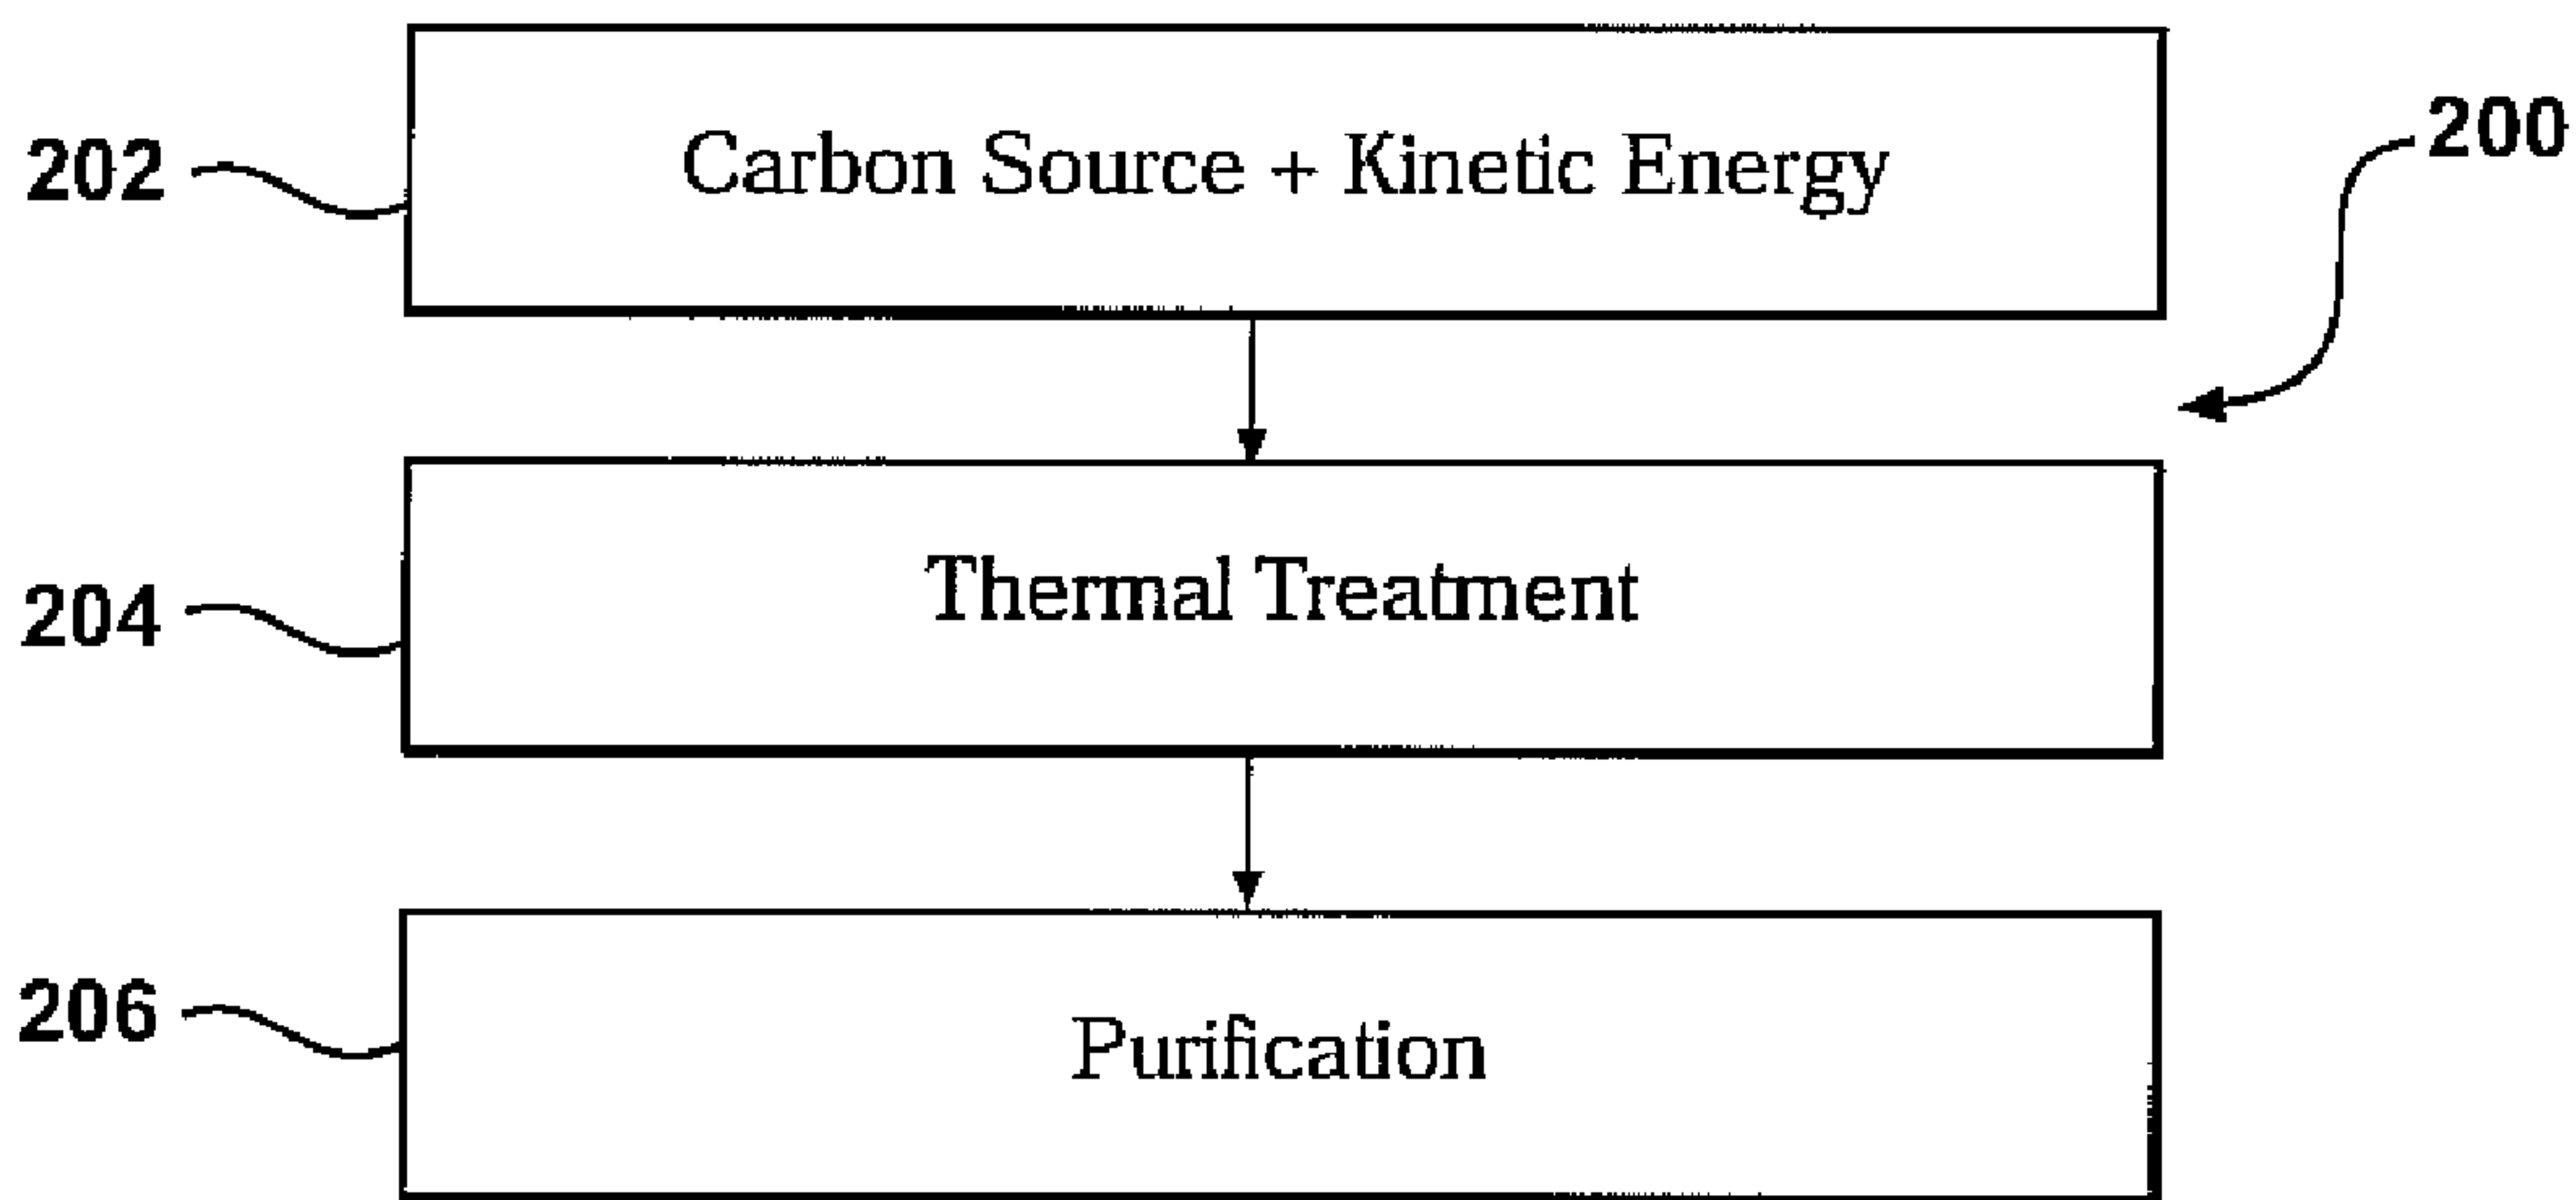 200
202
Carbon Source + Kinetic Energy
204
Thermal Treatment
206
Purification